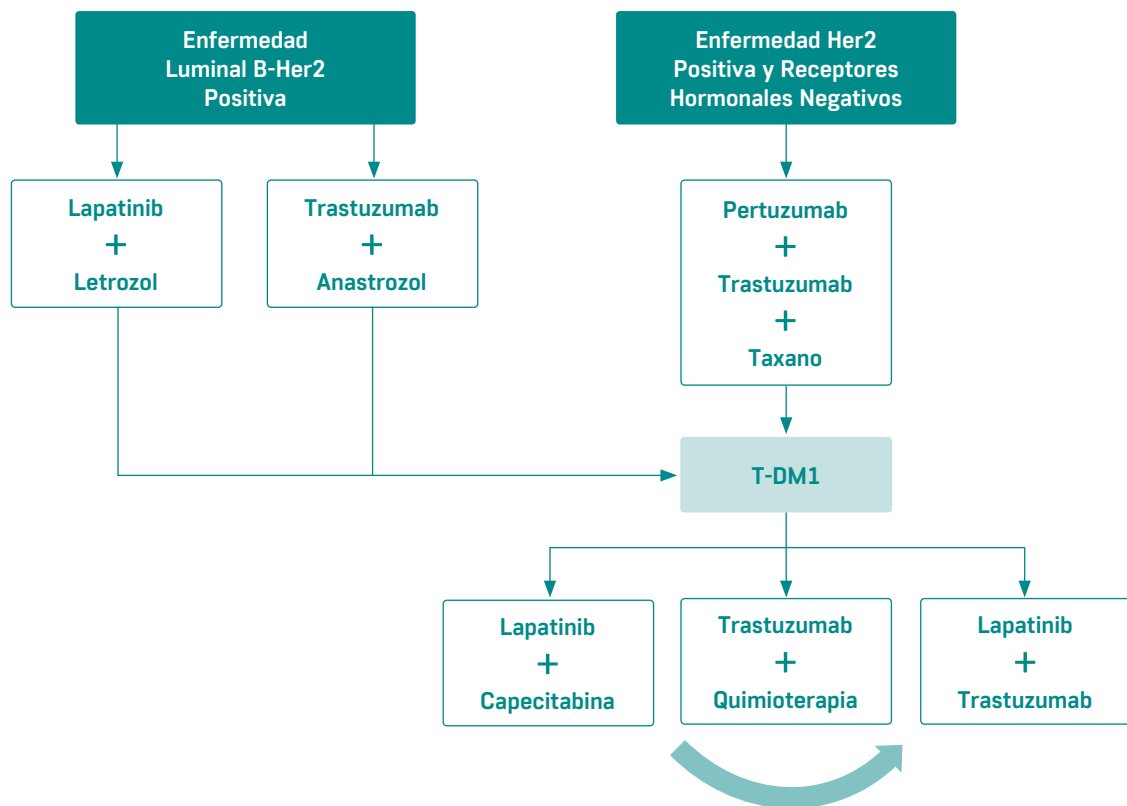 Enfermedad
Luminal B-Her2
Positiva
Enfermedad Her2
Positiva y Receptores
Hormonales Negativos
Lapatinib
+
Letrozol
Trastuzumab
+
Anastrozol
Pertuzumab
+
Trastuzumab
+
Taxano
T-DM1
Lapatinib
+
Capecitabina
Trastuzumab
+
Quimioterapia
Lapatinib
+
Trastuzumab